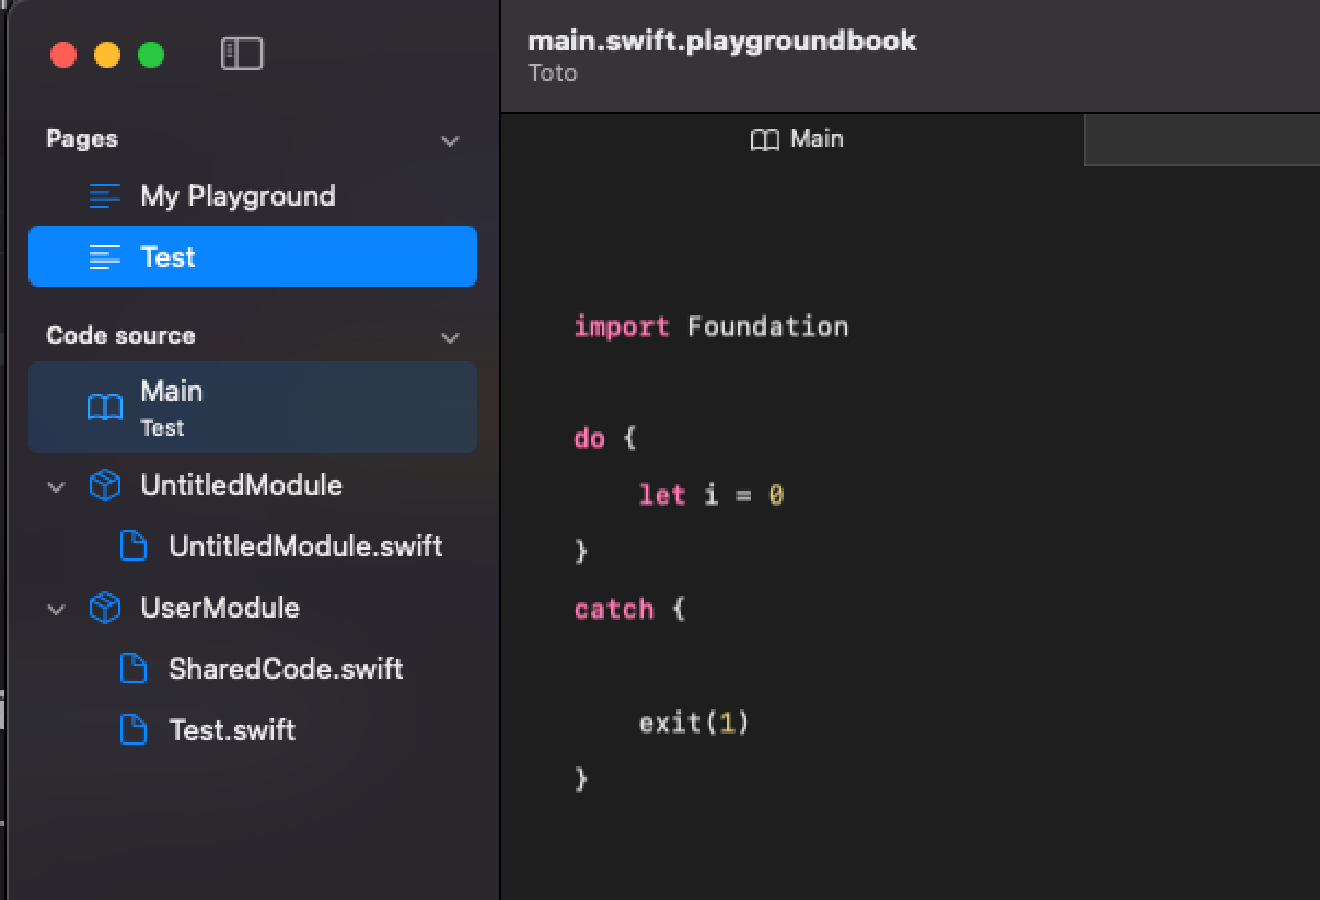 main.swift.playgroundbook
Toto
Pages
My Playground
Test
Code source
Main
Test
UntitledModule
UntitledModule.swift
UserModule
SharedCode.swift
Test.swift
Main
import Foundation
do {
    let i = 0
}
catch {
    exit(1)
}